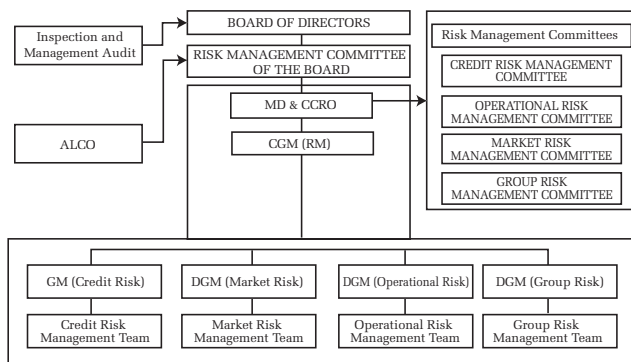 Inspection and
Management Audit
BOARD OF DIRECTORS
RISK MANAGEMENT COMMITTEE
OF THE BOARD
MD & CCRO
ALCO
CGM (RM)
Risk Management Committees
CREDIT RISK MANAGEMENT
COMMITTEE
OPERATIONAL RISK
MANAGEMENT COMMITTEE
MARKET RISK
MANAGEMENT COMMITTEE
GROUP RISK
MANAGEMENT COMMITTEE
GM (Credit Risk)
DGM (Market Risk)
DGM (Operational Risk)
DGM (Group Risk)
Credit Risk
Management Team
Market Risk
Management Team
Operational Risk
Management Team
Group Risk
Management Team